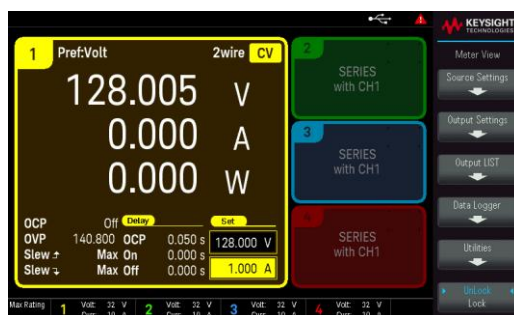 KEYSIGHT
TECHNOLOGIES
1 Pref:Volt 2wire CV
128.005 V
0.000 A
0.000 W
OCP Off Delay Set
OVP 140.800 OCP 0.050 s 128.000 V
Slew Max On 0.000 s
Slew Max Off 0.000 s 1.000 A
2
SERIES
with CH1
3
SERIES
with CH1
4
SERIES
with CH1
Meter View
Source Settings
Output Settings
Output LIST
Data Logger
Utilities
UnLock
Lock
Max Rating 1 Volt: 32 V 2 Volt: 32 V 3 Volt: 32 V 4 Volt: 32 V